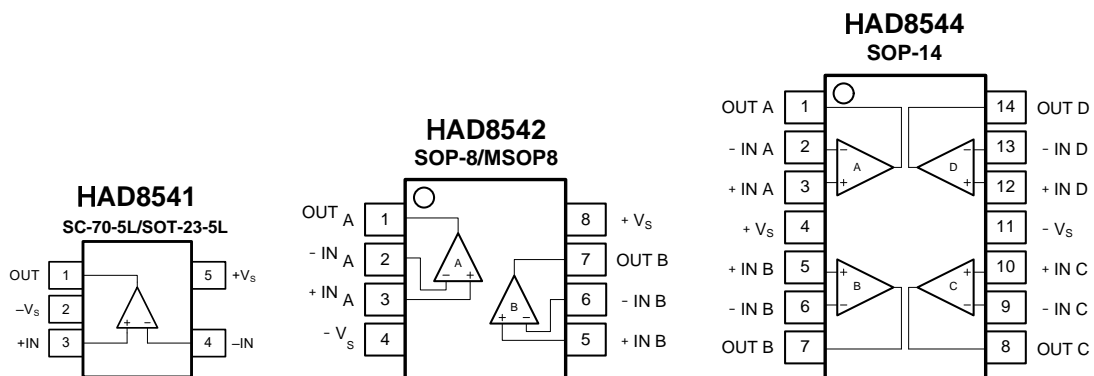 HAD8541
SC-70-5L/SOT-23-5L
OUT 1 5 +VS
–VS 2
+IN 3 + − 4 –IN
HAD8542
SOP-8/MSOP8
OUT A 1 8 + VS
- IN A 2 A − + 7 OUT B
+ IN A 3 B + − 6 - IN B
- VS 4 5 + IN B
HAD8544
SOP-14
OUT A 1 14 OUT D
- IN A 2 − − 13 - IN D
A D
+ IN A 3 + + 12 + IN D
+ VS 4 11 - VS
+ IN B 5 + + 10 + IN C
B C
- IN B 6 − − 9 - IN C
OUT B 7 8 OUT C